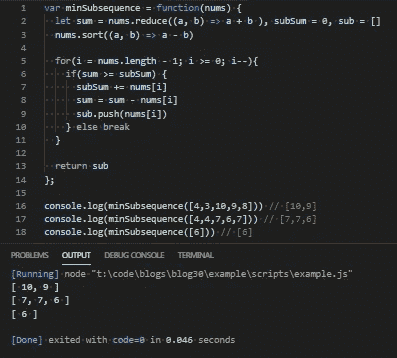 1 var minSubsequence = function(nums) {
2 let sum = nums.reduce((a, b) => a + b ), subSum = 0, sub = []
3 nums.sort((a, b) => a - b)
4
5 for(i = nums.length - 1; i >= 0; i--){
6 if(sum >= subSum) {
7 subSum += nums[i]
8 sum = sum - nums[i]
9 sub.push(nums[i])
10 } else break
11 }
12
13 return sub
14 };
15
16 console.log(minSubsequence([4,3,10,9,8])) // [10,9]
17 console.log(minSubsequence([4,4,7,6,7])) // [7,7,6]
18 console.log(minSubsequence([6])) // [6]
PROBLEMS OUTPUT DEBUG CONSOLE TERMINAL
[Running] node "t:\code\blogs\blog30\example\scripts\example.js"
[ 10, 9 ]
[ 7, 7, 6 ]
[ 6 ]
[Done] exited with code=0 in 0.046 seconds